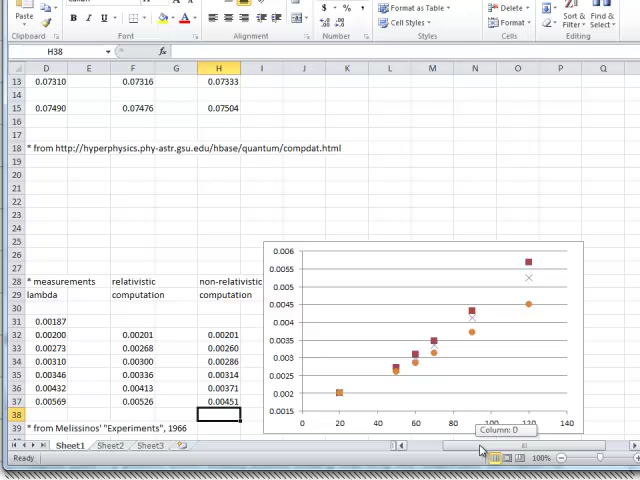 $ % , Format as Table Delete
Paste Cell Styles Format Sort & Filter Find & Select
Clipboard Font Alignment Number Styles Cells Editing
H38 fx
D E F G H I J K L M N O P Q
13 0.07310 0.07316 0.07333
14
15 0.07490 0.07476 0.07504
16
17
18 * from http://hyperphysics.phy-astr.gsu.edu/hbase/quantum/compdat.html
19
20
21
22
23
24
25
26
27
28 * measurements relativistic non-relativistic
29 lambda computation computation
30
31 0.00187
32 0.00200 0.00201 0.00201
33 0.00273 0.00268 0.00260
34 0.00310 0.00300 0.00286
35 0.00346 0.00336 0.00314
36 0.00432 0.00413 0.00371
37 0.00569 0.00526 0.00451
38
39 * from Melissinos' "Experiments", 1966
0.006
0.0055
0.005
0.0045
0.004
0.0035
0.003
0.0025
0.002
0.0015
0 20 40 60 80 100 120 140
Column: D
Sheet1 Sheet2 Sheet3
Ready 100%